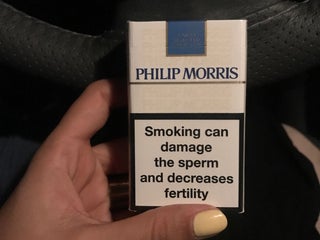 PHILIP MORRIS
Smoking can
damage
the sperm
and decreases
fertility